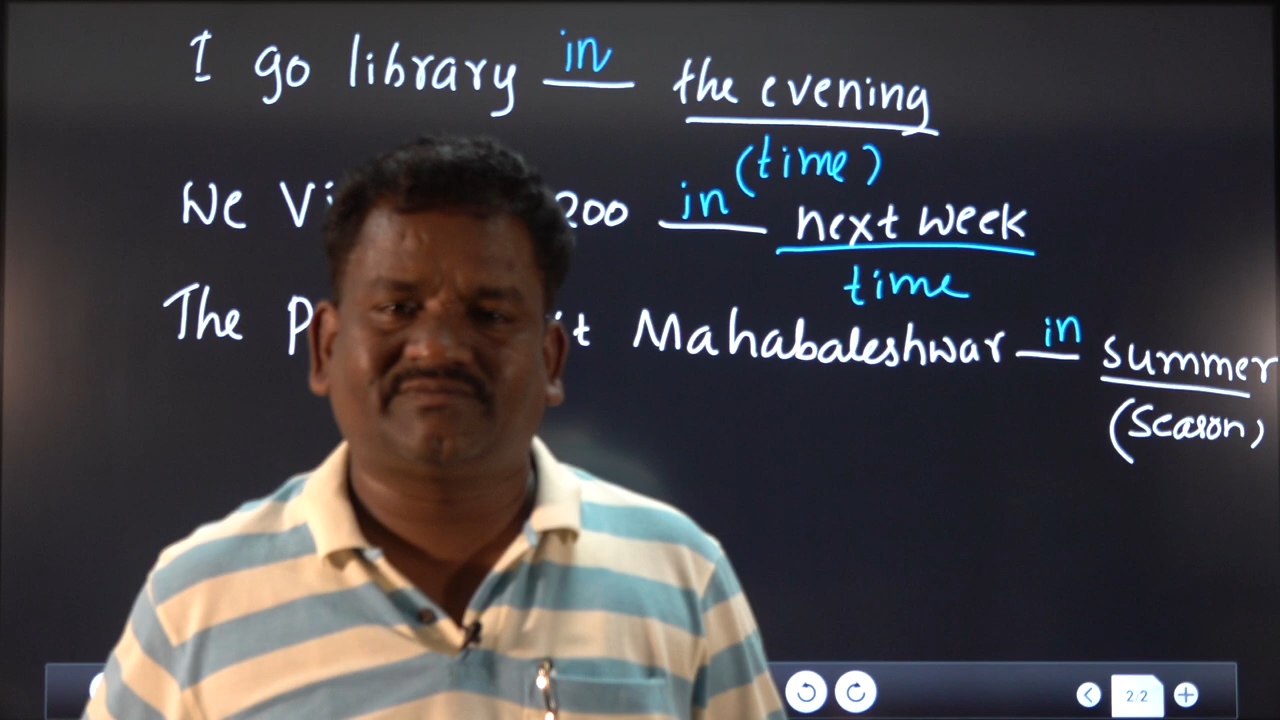 I go library in the evening
(time)
We Vi 200 in next week
time
The P it Mahabaleshwar in summer
(Season)
2/2